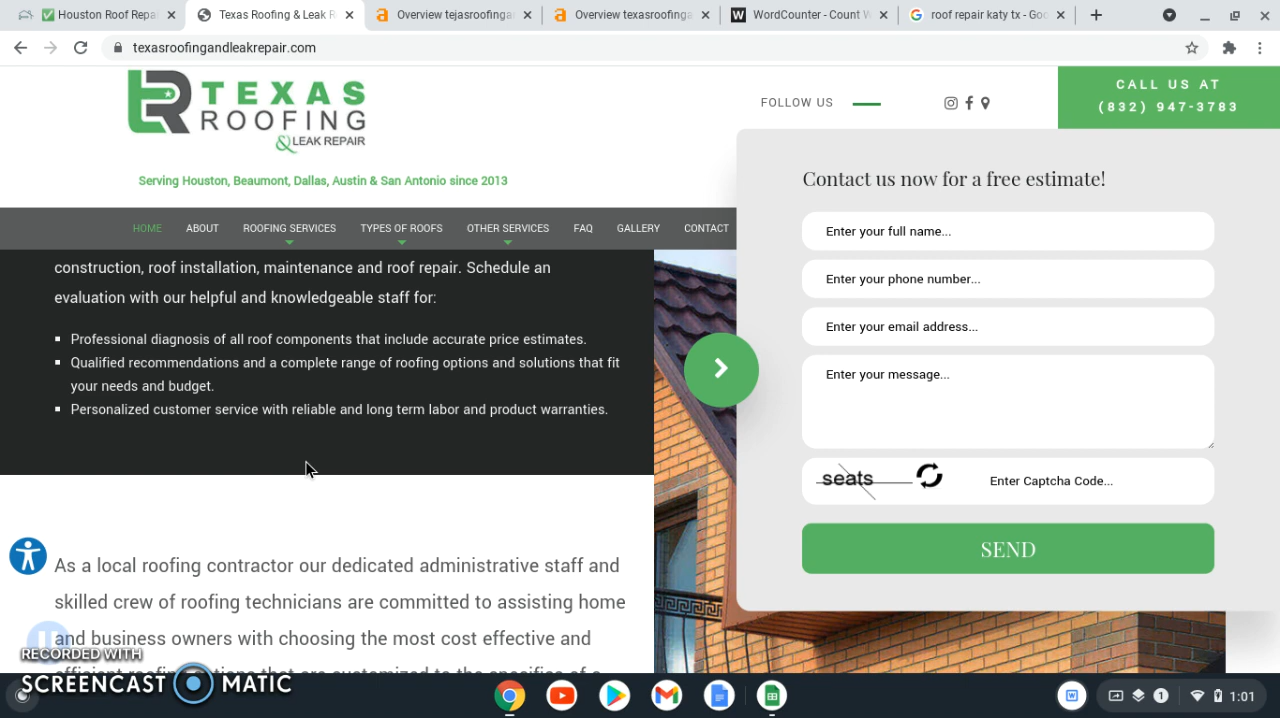 Houston Roof Repai
Texas Roofing & Leak R
Overview tejasroofinga
Overview texasroofinga
WordCounter - Count W
roof repair katy tx - Goo
texasroofingandleakrepair.com
TEXAS
ROOFING
& LEAK REPAIR
FOLLOW US
CALL US AT
(832) 947-3783
Serving Houston, Beaumont, Dallas, Austin & San Antonio since 2013
HOME ABOUT ROOFING SERVICES TYPES OF ROOFS OTHER SERVICES FAQ GALLERY CONTACT
construction, roof installation, maintenance and roof repair. Schedule an
evaluation with our helpful and knowledgeable staff for:
Professional diagnosis of all roof components that include accurate price estimates.
Qualified recommendations and a complete range of roofing options and solutions that fit
your needs and budget.
Personalized customer service with reliable and long term labor and product warranties.
As a local roofing contractor our dedicated administrative staff and
skilled crew of roofing technicians are committed to assisting home
and business owners with choosing the most cost effective and
Contact us now for a free estimate!
Enter your full name...
Enter your phone number...
Enter your email address...
Enter your message...
seats
Enter Captcha Code...
SEND
RECORDED WITH
SCREENCAST MATIC
1
1:01